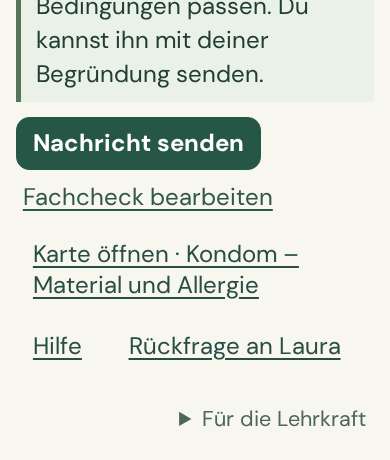 Bedingungen passen. Du
kannst ihn mit deiner
Begründung senden.
Nachricht senden
Fachcheck bearbeiten
Karte öffnen · Kondom –
Material und Allergie
Hilfe Rückfrage an Laura
▶ Für die Lehrkraft